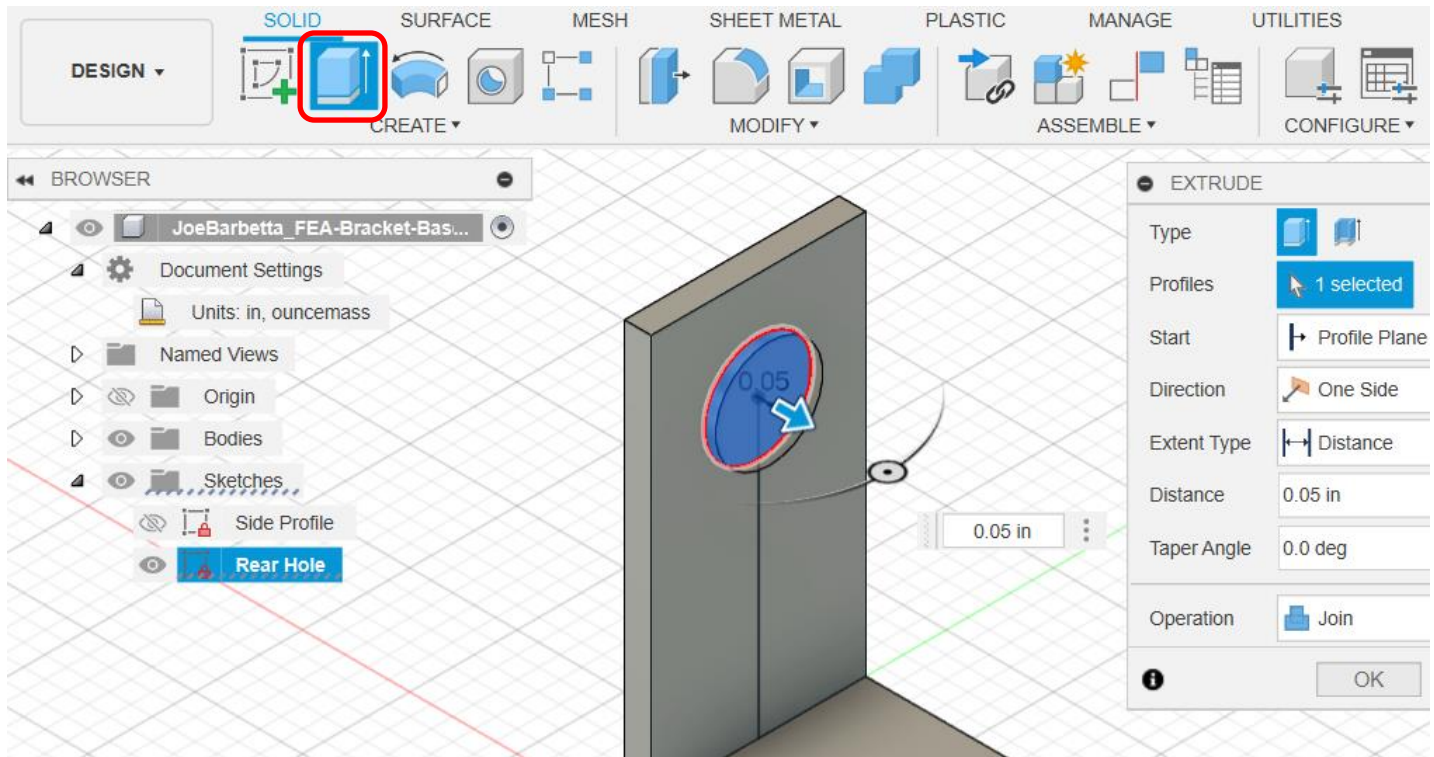 SOLID SURFACE MESH SHEET METAL PLASTIC MANAGE UTILITIES
DESIGN ▾
CREATE ▾ MODIFY ▾ ASSEMBLE ▾ CONFIGURE ▾
BROWSER
JoeBarbetta_FEA-Bracket-Bas...
Document Settings
Units: in, ouncemass
Named Views
Origin
Bodies
Sketches
Side Profile
Rear Hole
0.05
0.05 in
EXTRUDE
Type
Profiles 1 selected
Start Profile Plane
Direction One Side
Extent Type Distance
Distance 0.05 in
Taper Angle 0.0 deg
Operation Join
OK